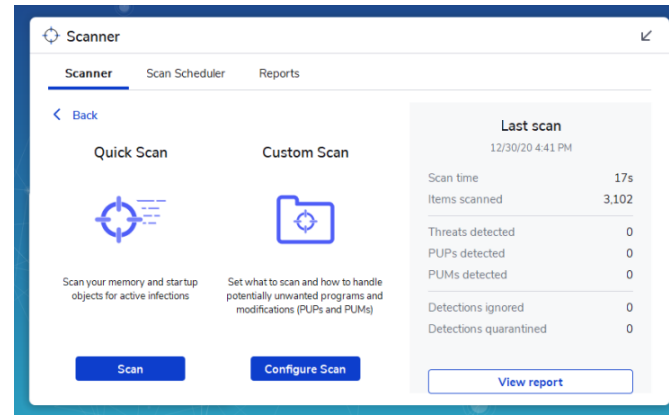 Scanner
Scanner Scan Scheduler Reports
Back
Quick Scan
Scan your memory and startup
objects for active infections
Scan
Custom Scan
Set what to scan and how to handle
potentially unwanted programs and
modifications (PUPs and PUMs)
Configure Scan
Last scan
12/30/20 4:41 PM
Scan time 17s
Items scanned 3,102
Threats detected 0
PUPs detected 0
PUMs detected 0
Detections ignored 0
Detections quarantined 0
View report